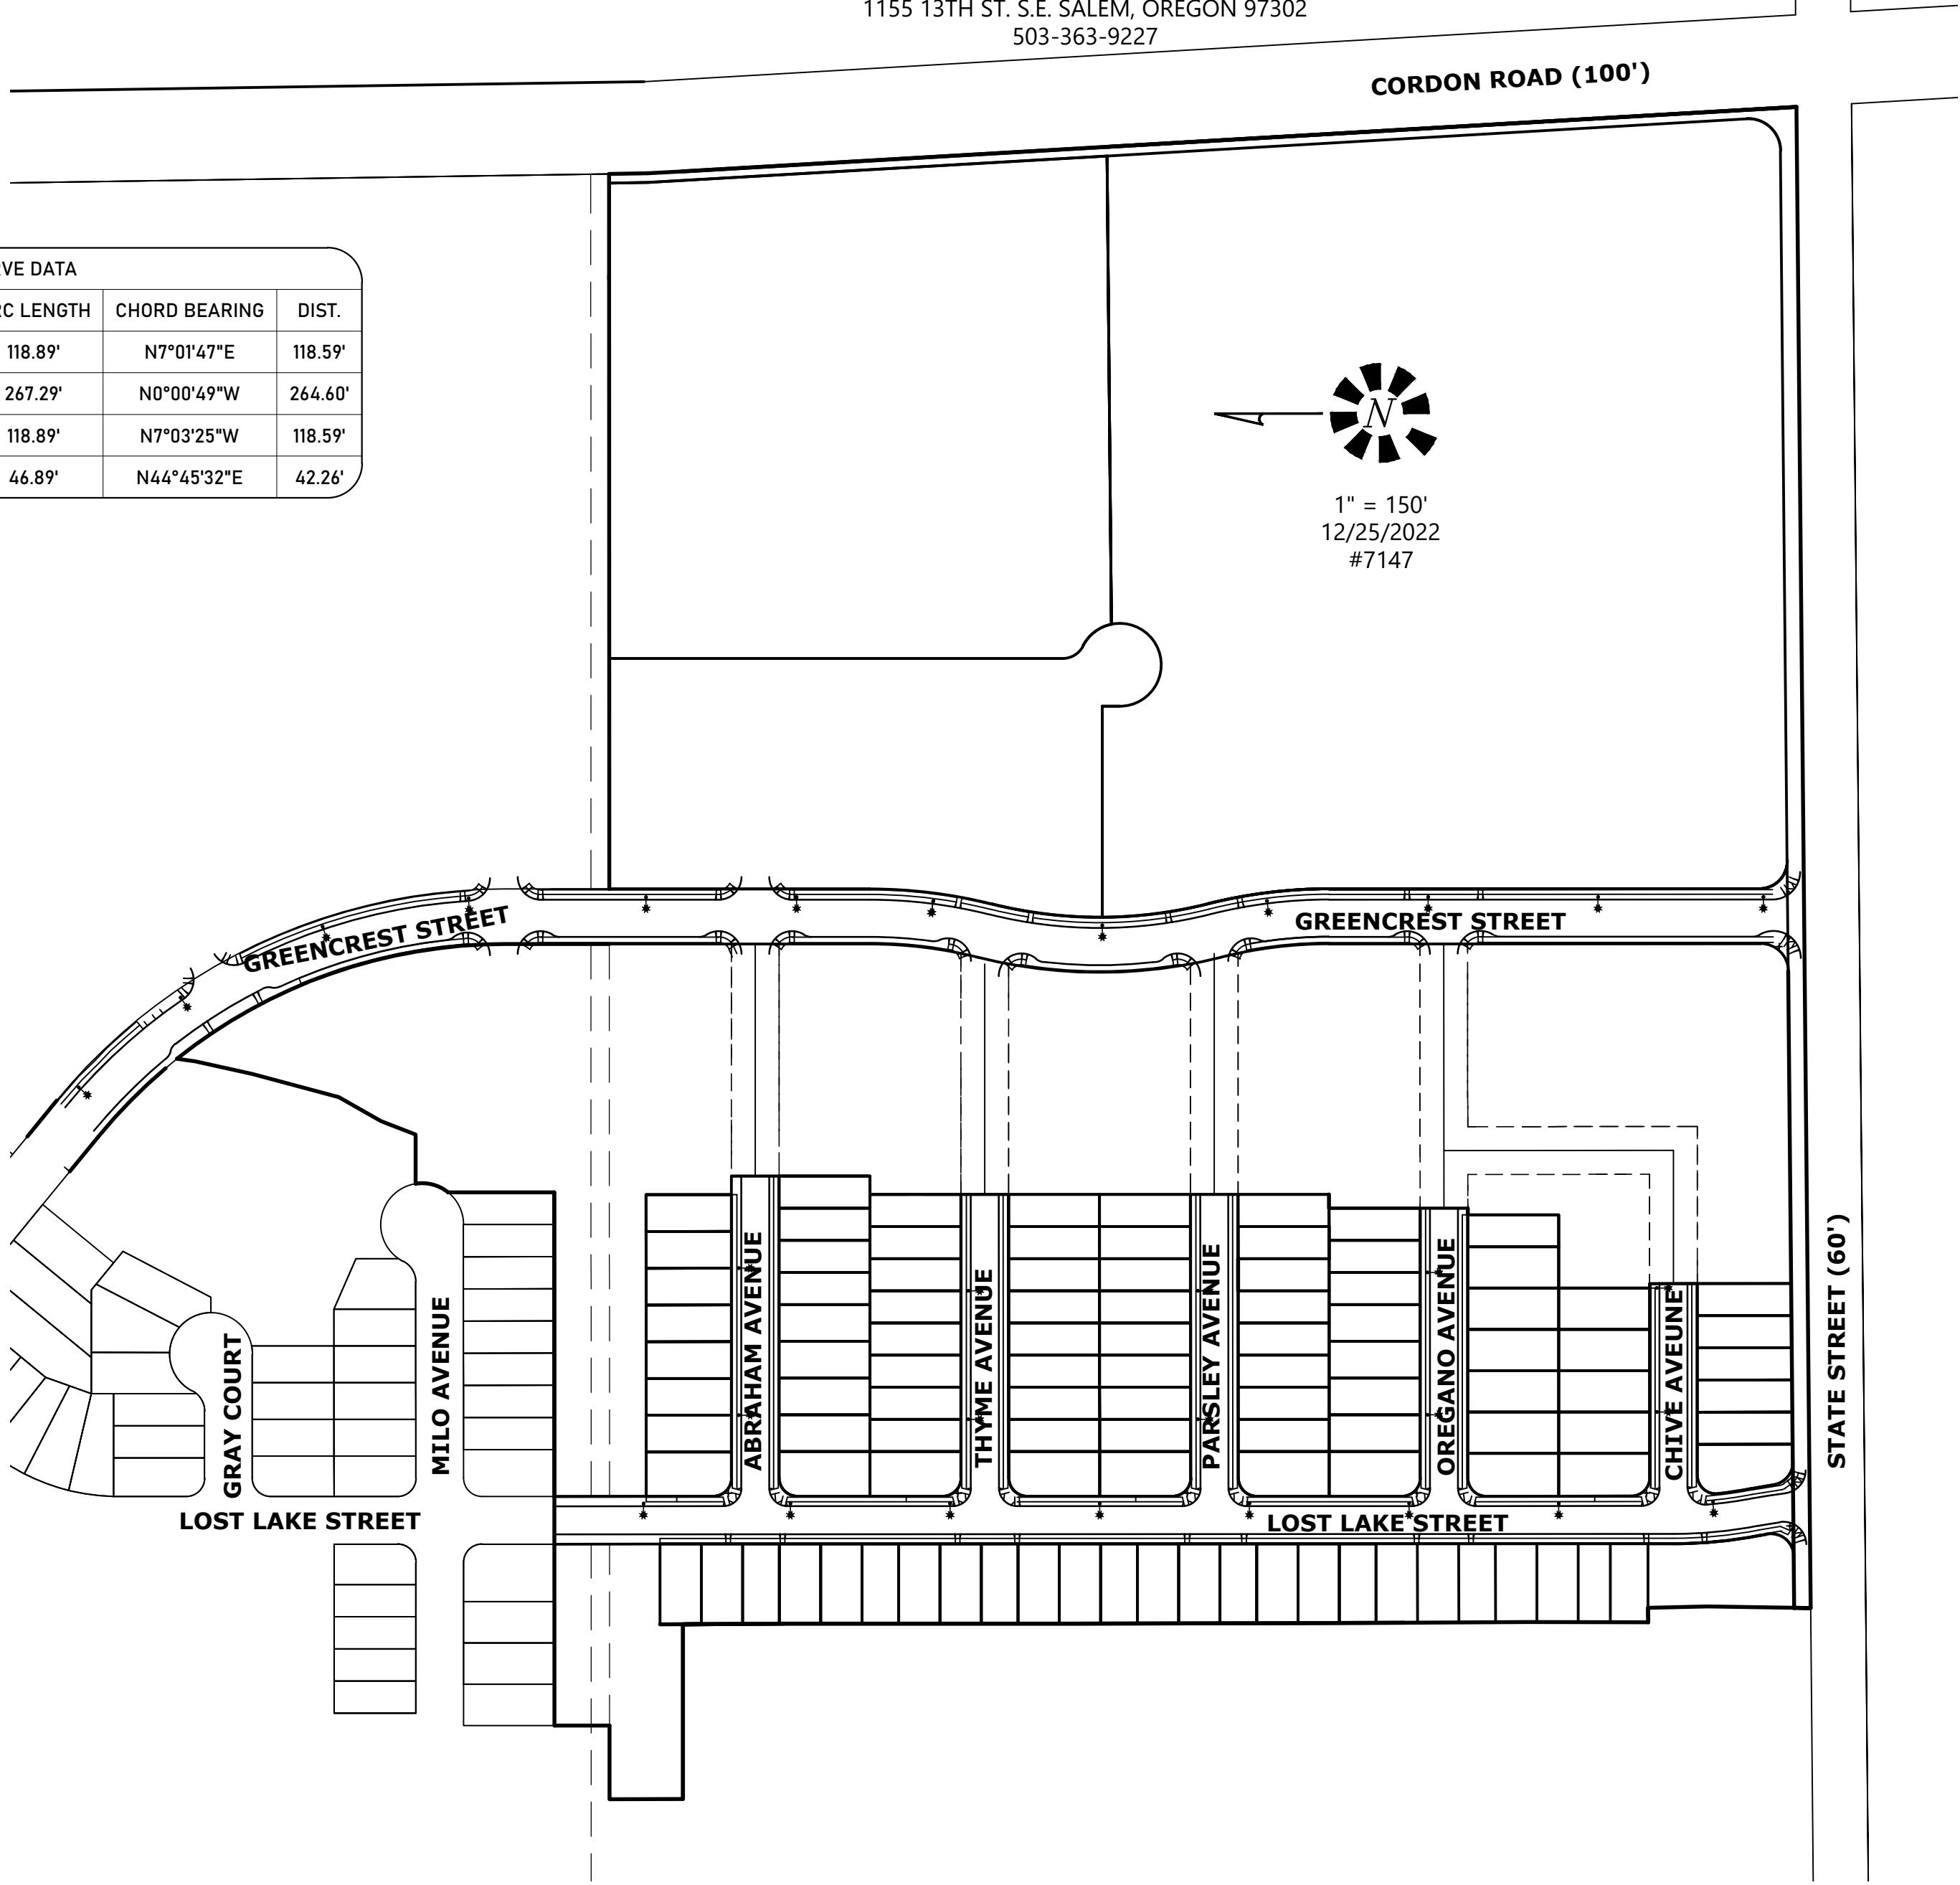 1155 13TH ST. S.E. SALEM, OREGON 97302
503-363-9227
CORDON ROAD (100')
VE DATA
C LENGTH CHORD BEARING DIST.
118.89' N7°01'47"E 118.59'
267.29' N0°00'49"W 264.60'
118.89' N7°03'25"W 118.59'
46.89' N44°45'32"E 42.26'
N
1" = 150'
12/25/2022
#7147
GREENCREST STREET
GREENCREST STREET
GRAY COURT
MILO AVENUE
ABRAHAM AVENUE
THYME AVENUE
PARSLEY AVENUE
OREGANO AVENUE
CHIVE AVEUNE
STATE STREET (60')
LOST LAKE STREET
LOST LAKE STREET